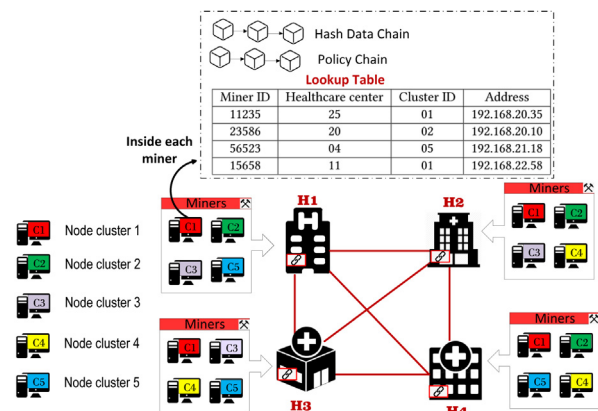 Hash Data Chain
Policy Chain
Lookup Table
Miner ID Healthcare center Cluster ID Address
11235 25 01 192.168.20.35
23586 20 02 192.168.20.10
56523 04 05 192.168.21.18
15658 11 01 192.168.22.58
Inside each
miner
Miners
C1 C2
C3 C5
H1
H2
Miners
C1 C2
C3 C4
C1 Node cluster 1
C2 Node cluster 2
C3 Node cluster 3
C4 Node cluster 4
C5 Node cluster 5
Miners
C1 C3
C4 C5
H3
H4
Miners
C1 C2
C5 C4